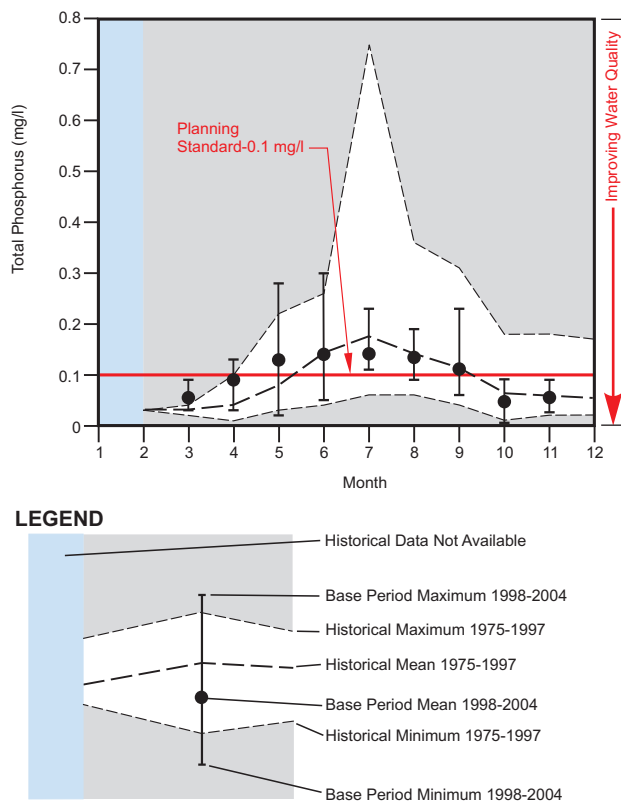 0.8
0.7
0.6
0.5
0.4
0.3
0.2
0.1
0
Total Phosphorus (mg/l)
Planning
Standard-0.1 mg/l
Improving Water Quality
1 2 3 4 5 6 7 8 9 10 11 12
Month
LEGEND
Historical Data Not Available
Base Period Maximum 1998-2004
Historical Maximum 1975-1997
Historical Mean 1975-1997
Base Period Mean 1998-2004
Historical Minimum 1975-1997
Base Period Minimum 1998-2004